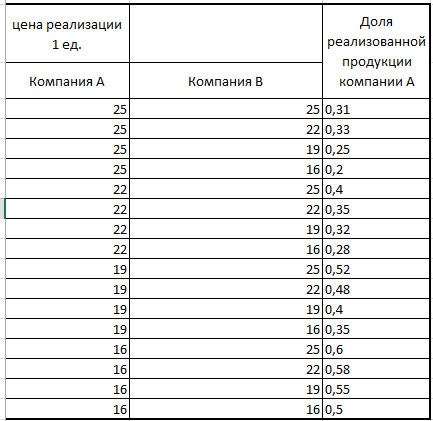 цена реализации
1 ед.
Доля
реализованной
продукции
компании А
Компания А Компания В
25 25 0,31
25 22 0,33
25 19 0,25
25 16 0,2
22 25 0,4
22 22 0,35
22 19 0,32
22 16 0,28
19 25 0,52
19 22 0,48
19 19 0,4
19 16 0,35
16 25 0,6
16 22 0,58
16 19 0,55
16 16 0,5